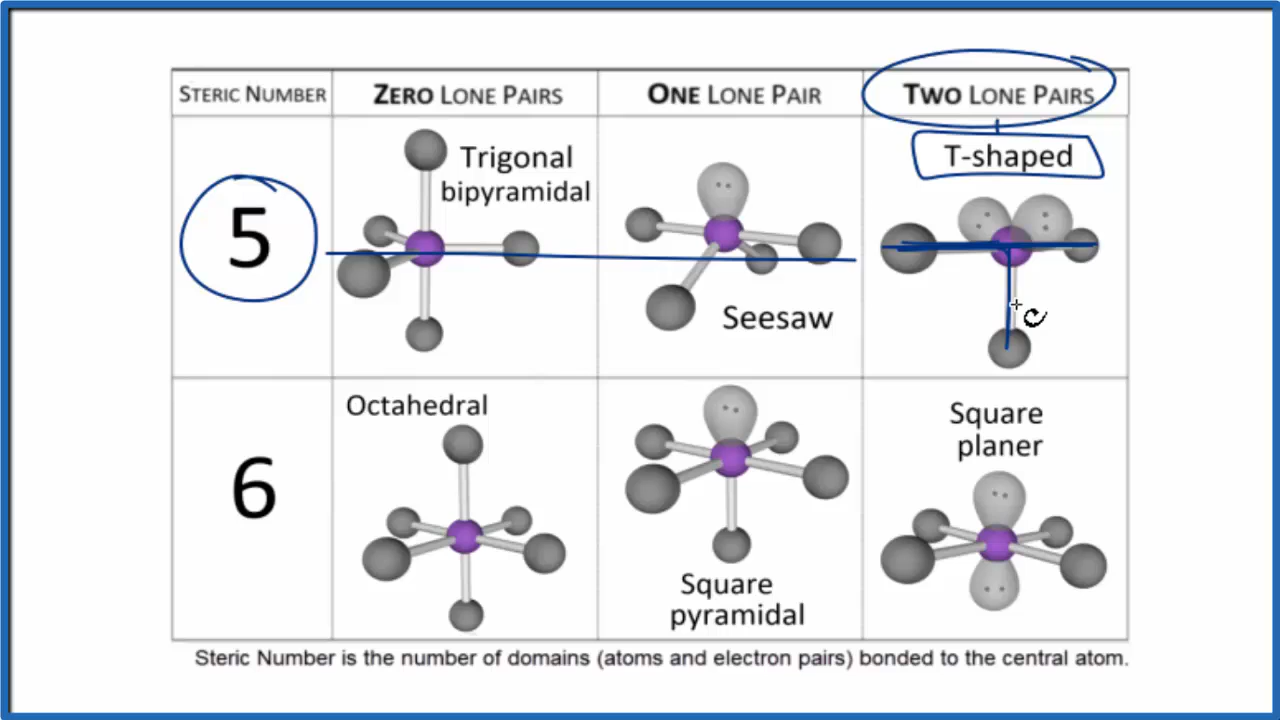 STERIC NUMBER
ZERO LONE PAIRS
ONE LONE PAIR
TWO LONE PAIRS
5
Trigonal
bipyramidal
Seesaw
T-shaped
6
Octahedral
Square
pyramidal
Square
planer
Steric Number is the number of domains (atoms and electron pairs) bonded to the central atom.